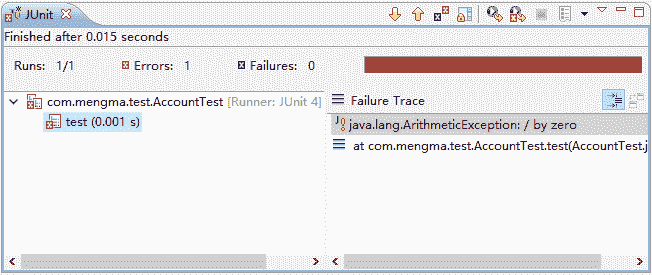 JUnit
Finished after 0.015 seconds
Runs: 1/1 Errors: 1 Failures: 0
com.mengma.test.AccountTest [Runner: JUnit 4]
test (0.001 s)
Failure Trace
java.lang.ArithmeticException: / by zero
at com.mengma.test.AccountTest.test(AccountTest.j